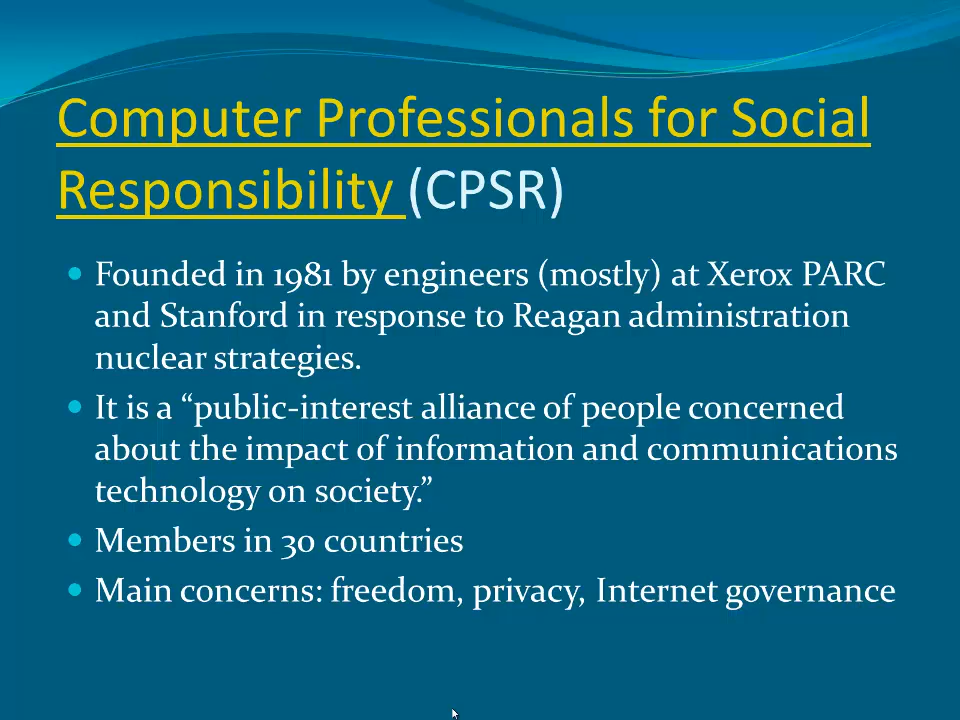 Computer Professionals for Social
Responsibility (CPSR)
Founded in 1981 by engineers (mostly) at Xerox PARC
and Stanford in response to Reagan administration
nuclear strategies.
It is a “public-interest alliance of people concerned
about the impact of information and communications
technology on society.”
Members in 30 countries
Main concerns: freedom, privacy, Internet governance